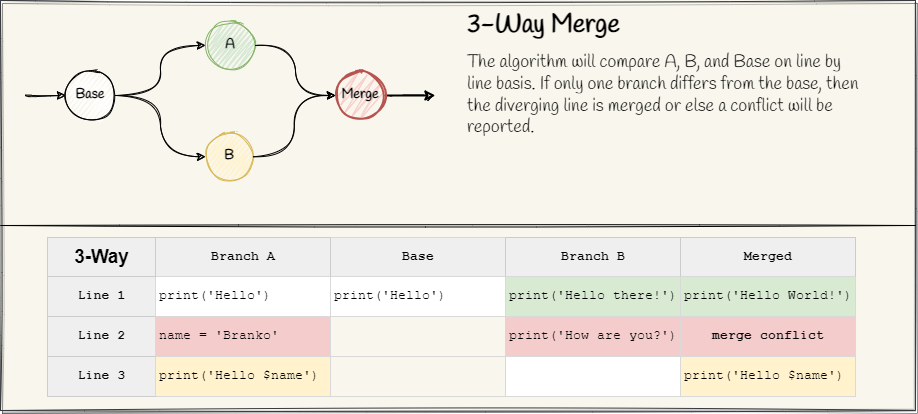 3-Way Merge
The algorithm will compare A, B, and Base on line by
line basis. If only one branch differs from the base, then
the diverging line is merged or else a conflict will be
reported.
Base
A
B
Merge
3-Way Branch A Base Branch B Merged
Line 1 print('Hello') print('Hello') print('Hello there!') print('Hello World!')
Line 2 name = 'Branko' print('How are you?') merge conflict
Line 3 print('Hello $name') print('Hello $name')